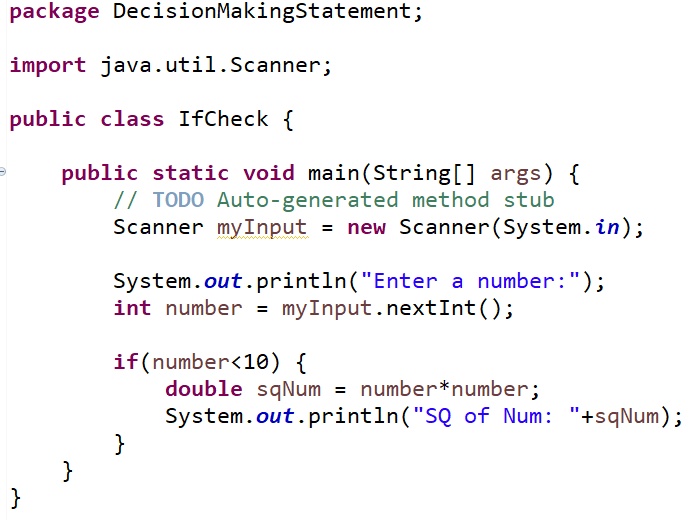 package DecisionMakingStatement;
import java.util.Scanner;
public class IfCheck {
public static void main(String[] args) {
// TODO Auto-generated method stub
Scanner myInput = new Scanner(System.in);
System.out.println("Enter a number:");
int number = myInput.nextInt();
if(number<10) {
double sqNum = number*number;
System.out.println("SQ of Num: "+sqNum);
}
}
}